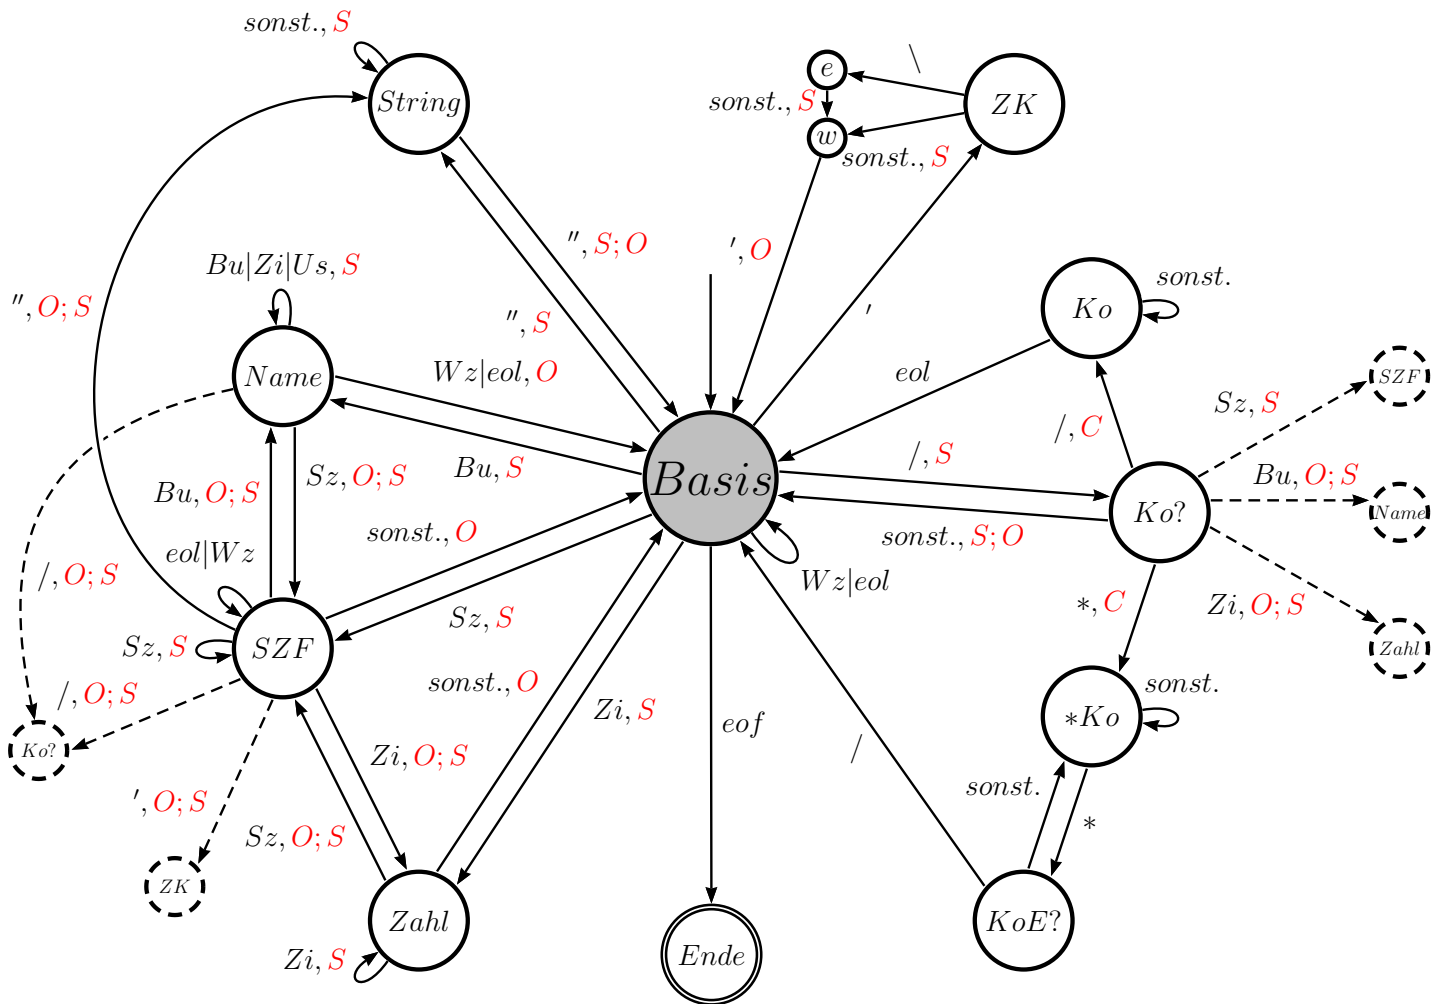 sonst., S
String
e
\
ZK
sonst., S
w
sonst., S
", S; O
', O
Bu|Zi|Us, S
", O; S
", S
'
Ko
sonst.
Name
Wz|eol, O
eol
SZF
Sz, S
/, C
Bu, S
/, S
Basis
Bu, O; S
Sz, O; S
Bu, O; S
Ko?
Name
sonst., O
sonst., S; O
eol|Wz
/, O; S
Wz|eol
Zi, O; S
*, C
Sz, S
Sz, S
SZF
Zahl
sonst., O
sonst.
/, O; S
Zi, S
*Ko
eof
Ko?
Zi, O; S
/
sonst.
', O; S
*
Sz, O; S
ZK
Zahl
KoE?
Ende
Zi, S